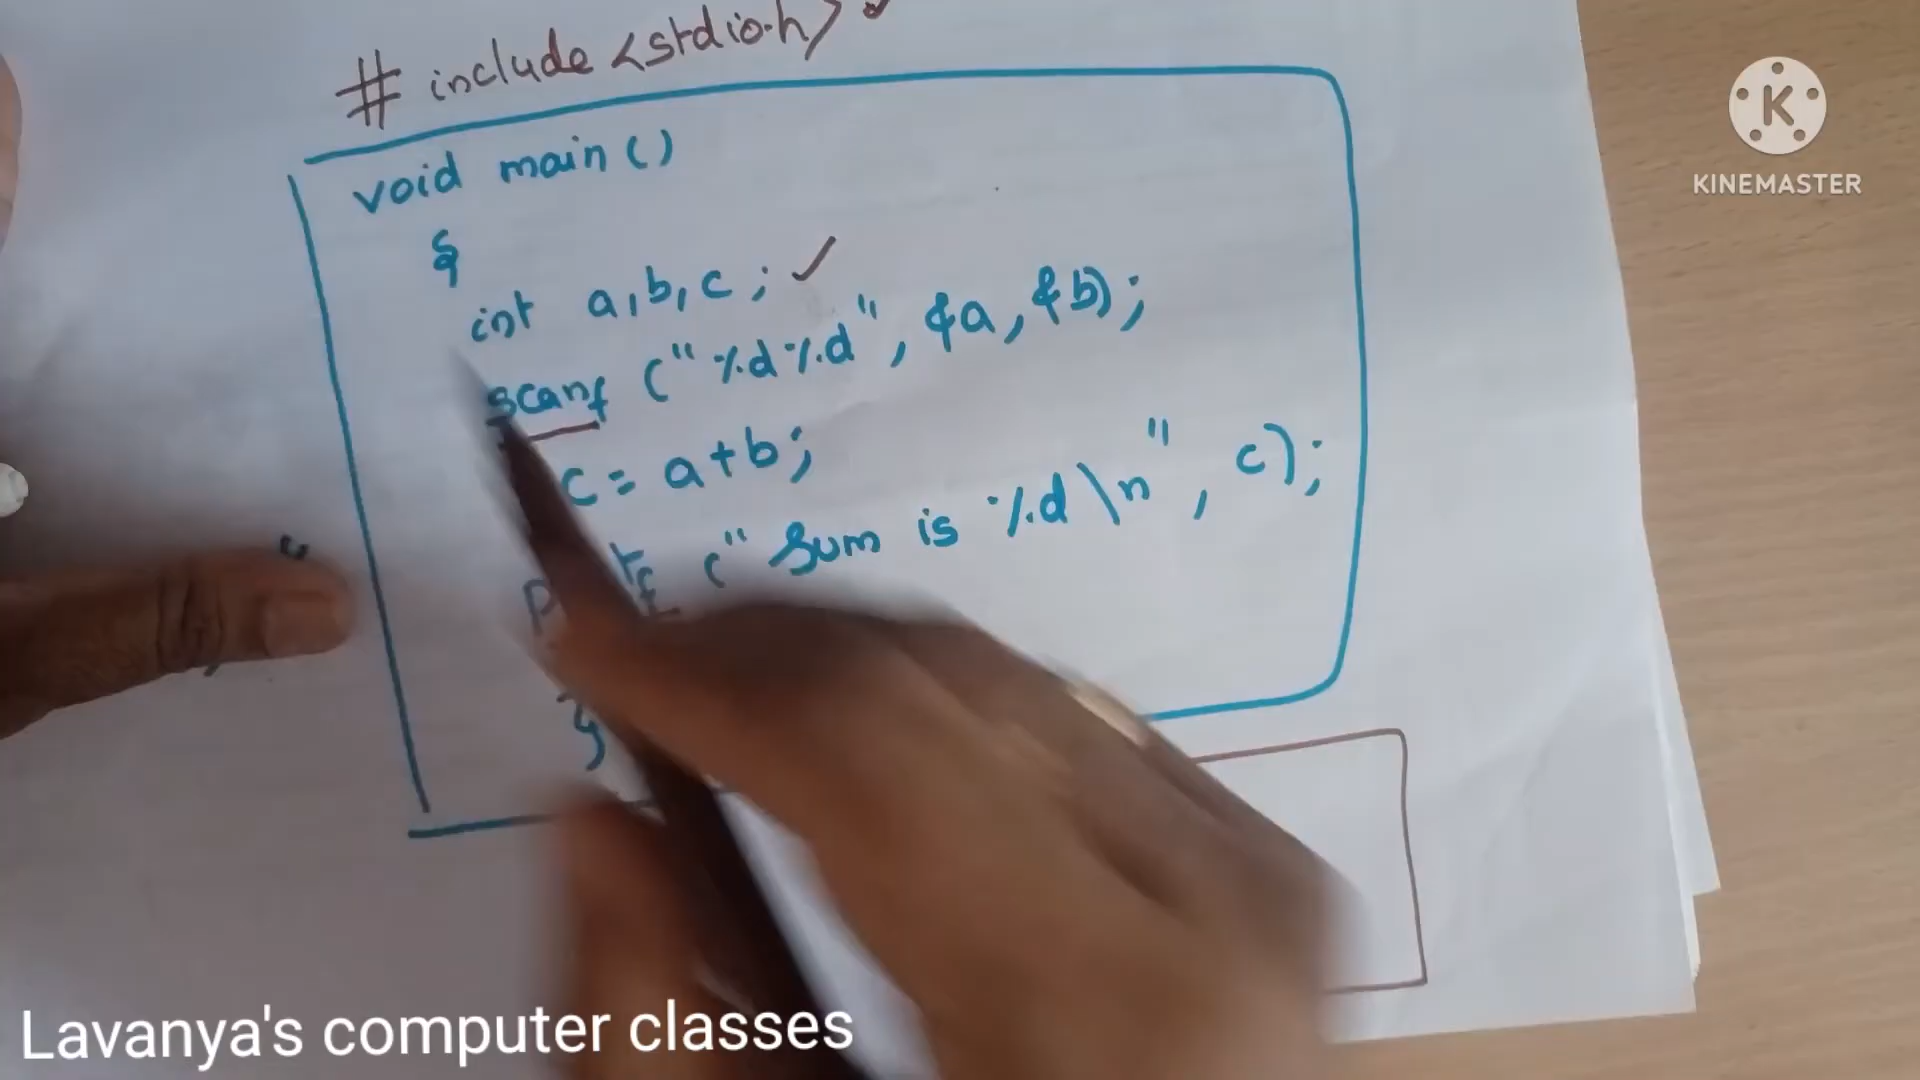 # include <stdio.h>
void main ()
{
int a,b,c;
scanf ("%d%d", &a, &b);
c = a+b;
("Sum is %d\n", c);
}
KINEMASTER
Lavanya's computer classes